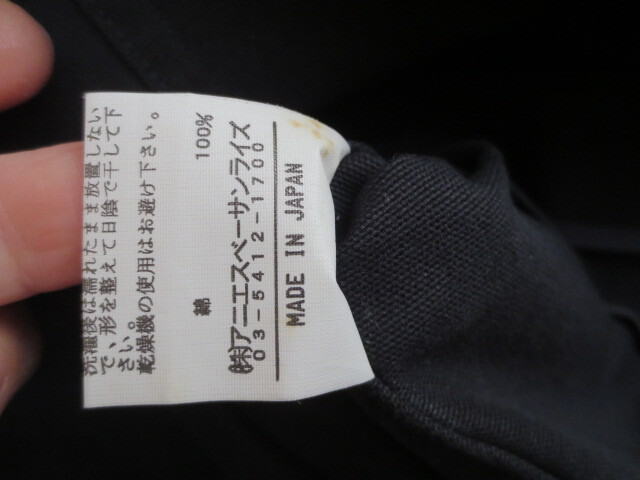 洗濯後は濡れたまま放置しない
で、形を整えて日陰で干して下
さい。
乾燥機の使用はお避け下さい。
綿 100%
(株)アニエスベーサンライズ
03-5412-1700
MADE IN JAPAN